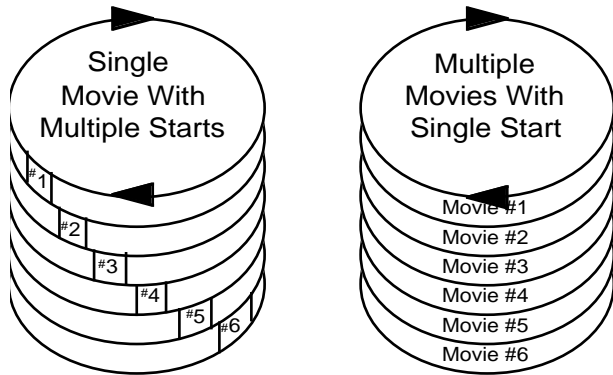 Single
Movie With
Multiple Starts
#1
#2
#3
#4
#5
#6
Multiple
Movies With
Single Start
Movie #1
Movie #2
Movie #3
Movie #4
Movie #5
Movie #6